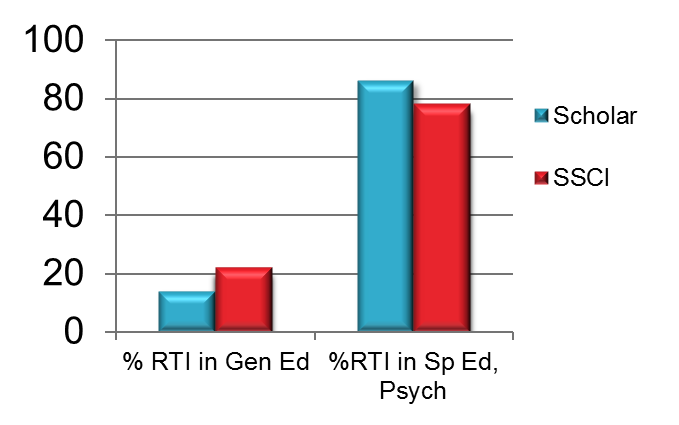 100
80
60
40
20
0
% RTI in Gen Ed
%RTI in Sp Ed,
Psych
Scholar
SSCI